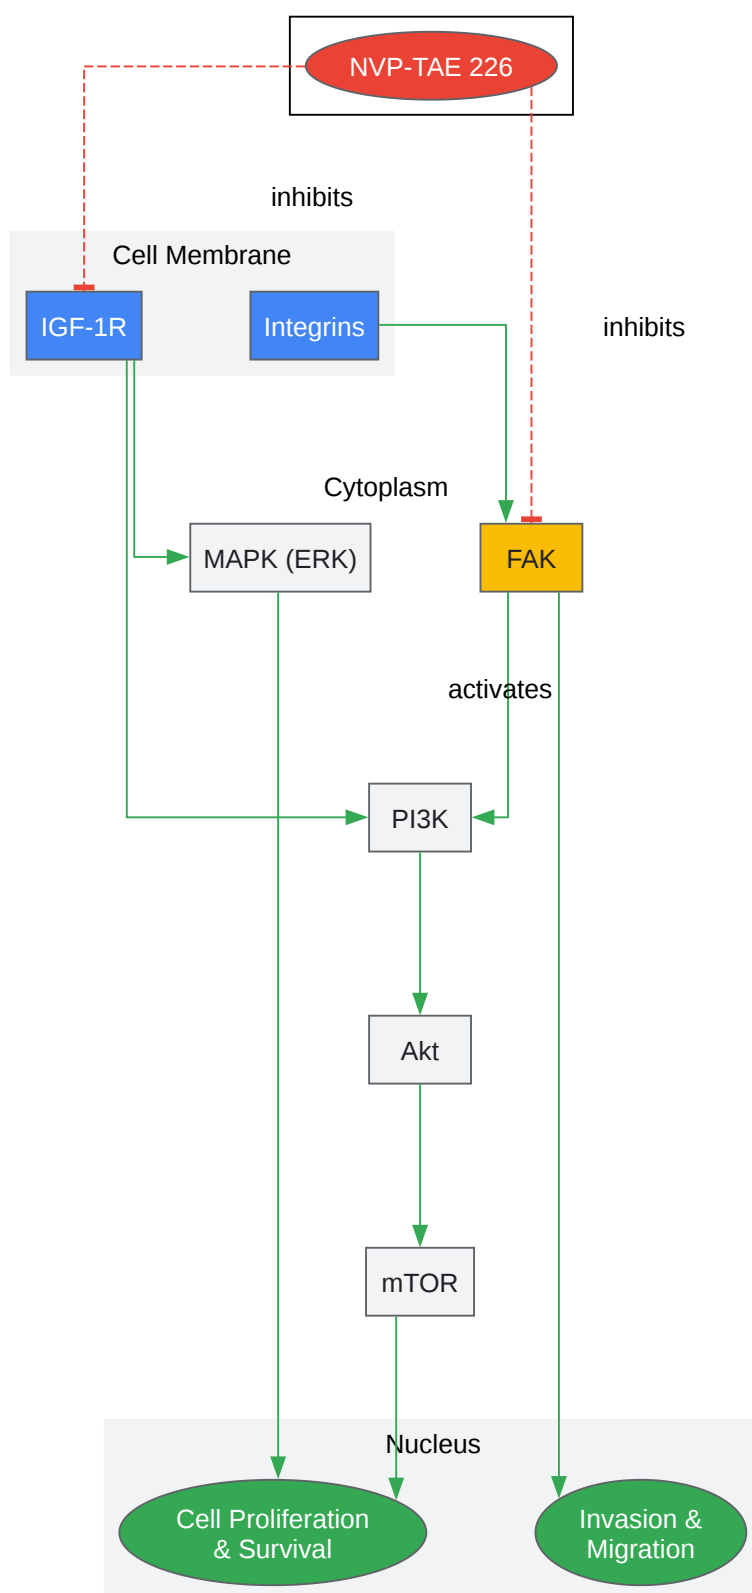 NVP-TAE 226
inhibits
Cell Membrane
IGF-1R
Integrins
inhibits
Cytoplasm
MAPK (ERK)
FAK
activates
PI3K
Akt
mTOR
Nucleus
Cell Proliferation
& Survival
Invasion &
Migration